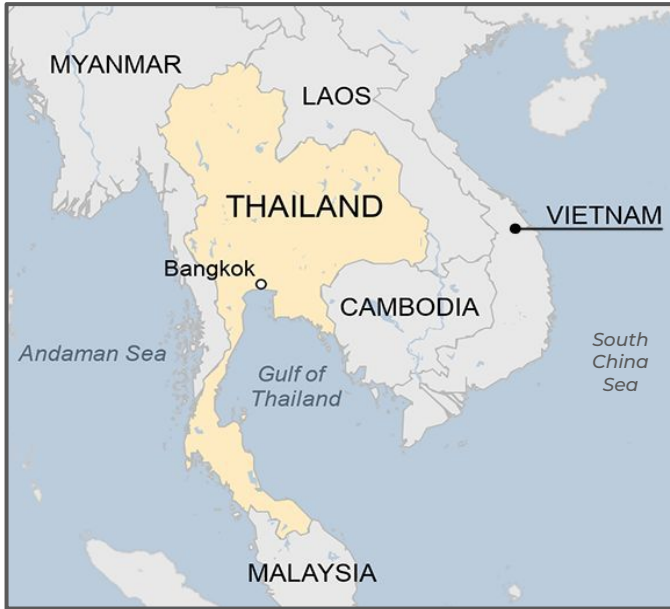 MYANMAR
LAOS
THAILAND
VIETNAM
Bangkok
CAMBODIA
Andaman Sea
Gulf of
Thailand
South
China
Sea
MALAYSIA